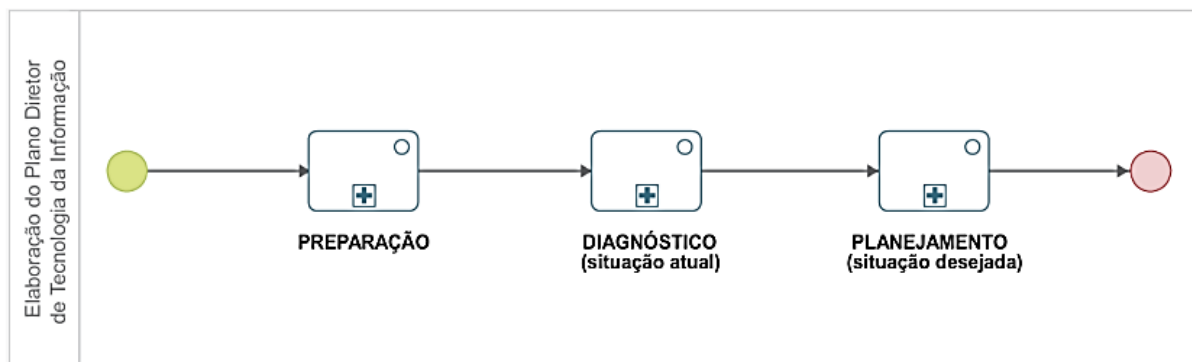 Elaboração do Plano Diretor
de Tecnologia da Informação
PREPARAÇÃO
DIAGNÓSTICO
(situação atual)
PLANEJAMENTO
(situação desejada)